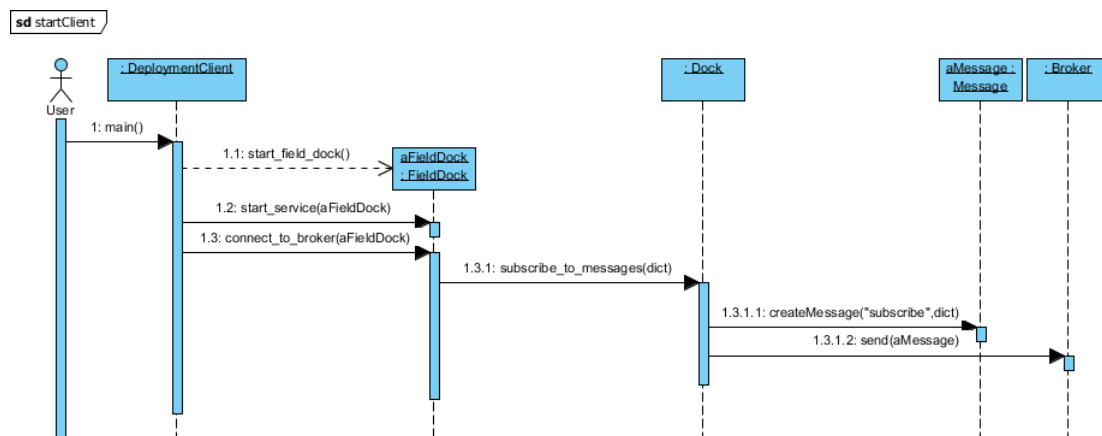 sd startClient
: DeploymentClient
: Dock
aMessage :
Message
: Broker
User
1: main()
1.1: start_field_dock()
aFieldDock
: FieldDock
1.2: start_service(aFieldDock)
1.3: connect_to_broker(aFieldDock)
1.3.1: subscribe_to_messages(dict)
1.3.1.1: createMessage("subscribe",dict)
1.3.1.2: send(aMessage)